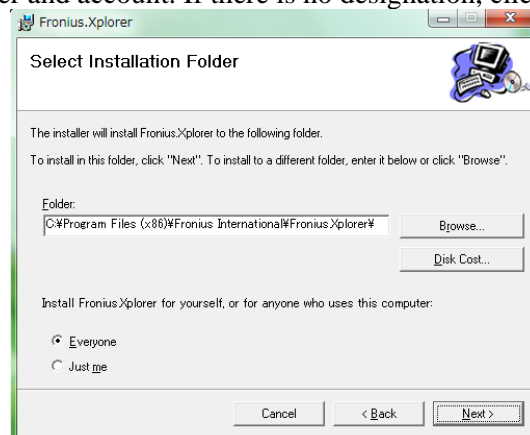 er and account. If there is no designation, clic
Fronius.Xplorer
Select Installation Folder
The installer will install Fronius.Xplorer to the following folder.
To install in this folder, click "Next". To install to a different folder, enter it below or click "Browse".
Folder:
C:¥Program Files (x86)¥Fronius International¥Fronius.Xplorer¥
Browse...
Disk Cost...
Install Fronius.Xplorer for yourself, or for anyone who uses this computer:
Everyone
Just me
Cancel
< Back
Next >